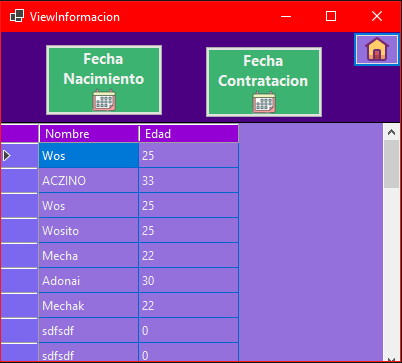 ViewInformacion
Fecha
Nacimiento
Fecha
Contratacion
Nombre Edad
Wos 25
ACZINO 33
Wos 25
Wosito 25
Mecha 22
Adonai 30
Mechak 22
sdfsdf 0
sdfsdf 0